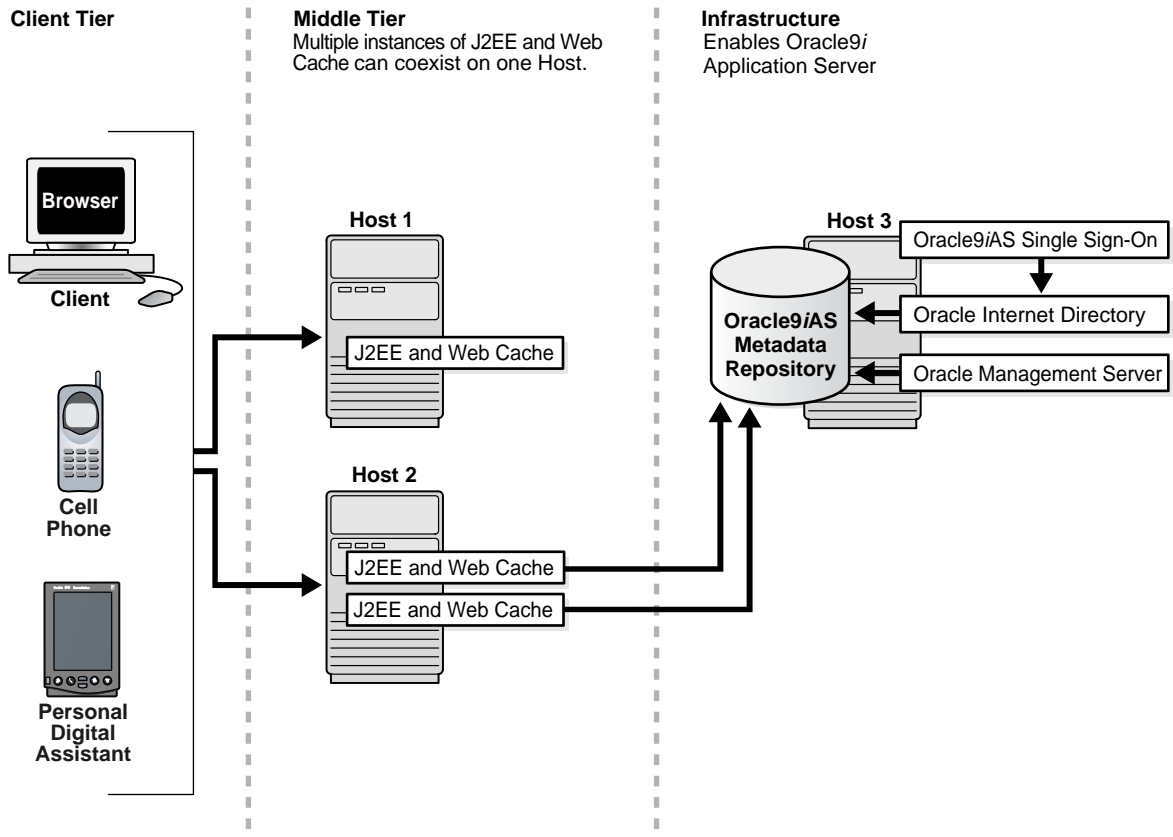 Client Tier
Middle Tier
Multiple instances of J2EE and Web
Cache can coexist on one Host.
Infrastructure
Enables Oracle9i
Application Server
Browser
Client
Cell
Phone
Personal
Digital
Assistant
Host 1
J2EE and Web Cache
Host 2
J2EE and Web Cache
J2EE and Web Cache
Host 3
Oracle9iAS
Metadata
Repository
Oracle9iAS Single Sign-On
Oracle Internet Directory
Oracle Management Server